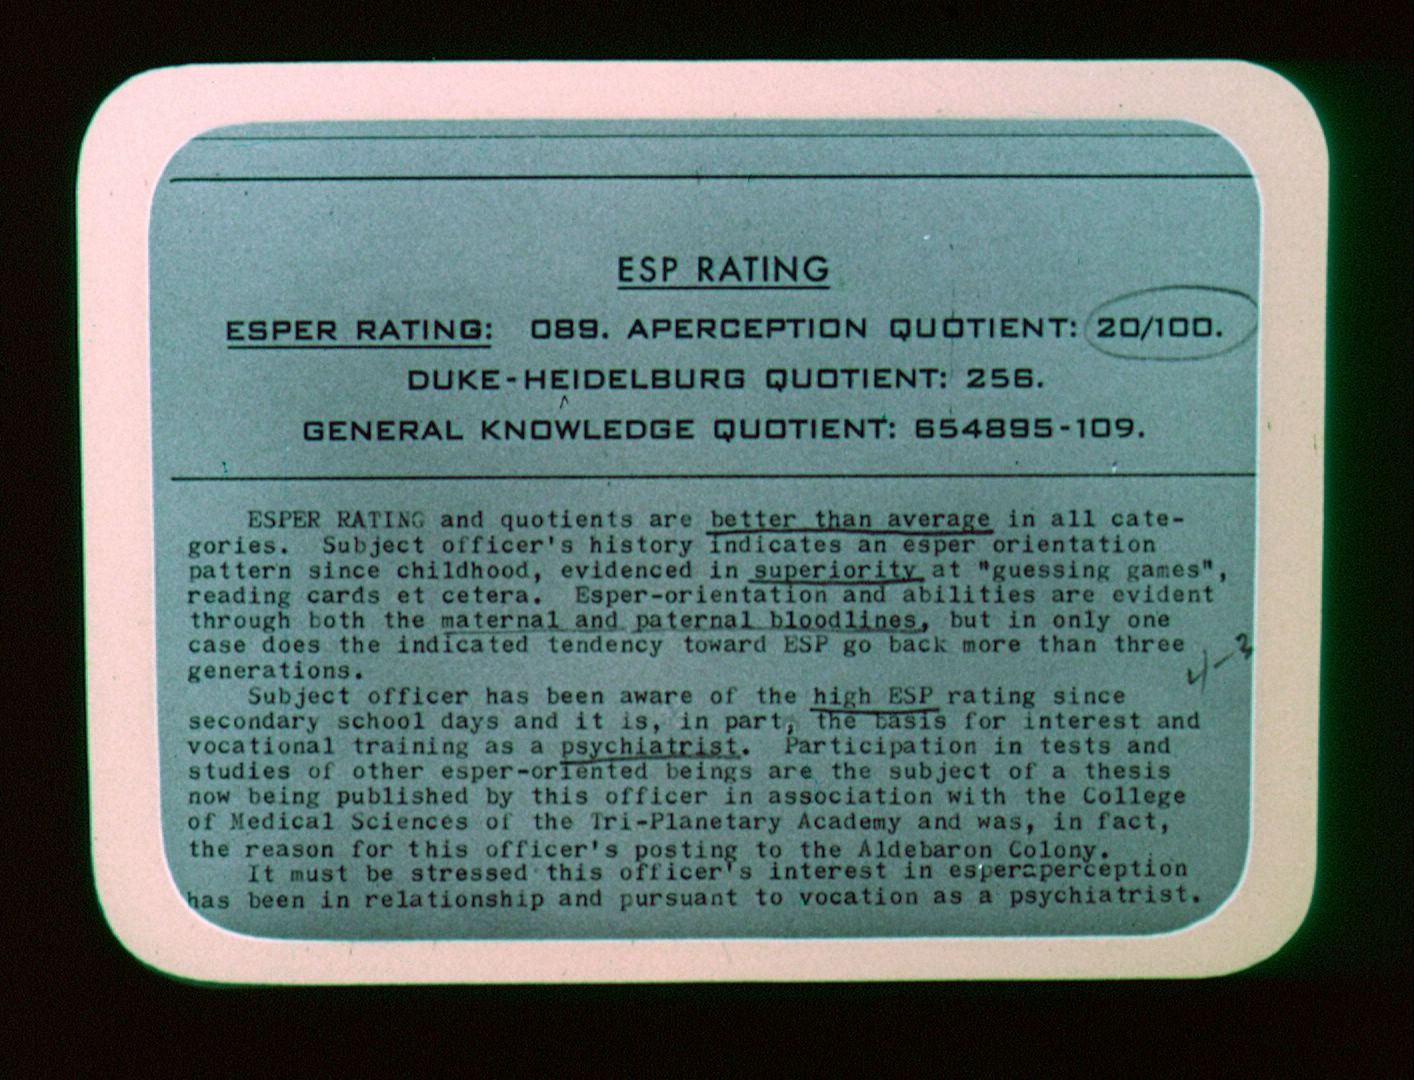 ESP RATING
ESPER RATING: 089. APERCEPTION QUOTIENT: 20/100.
DUKE-HEIDELBURG QUOTIENT: 256.
GENERAL KNOWLEDGE QUOTIENT: 654895-109.
ESPER RATING and quotients are better than average in all cate-
gories. Subject officer's history indicates an esper orientation
pattern since childhood, evidenced in superiority at "guessing games",
reading cards et cetera. Esper-orientation and abilities are evident
through both the maternal and paternal bloodlines, but in only one
case does the indicated tendency toward ESP go back more than three
generations.
4-3
Subject officer has been aware of the high ESP rating since
secondary school days and it is, in part, the basis for interest and
vocational training as a psychiatrist. Participation in tests and
studies of other esper-oriented beings are the subject of a thesis
now being published by this officer in association with the College
of Medical Sciences of the Tri-Planetary Academy and was, in fact,
the reason for this officer's posting to the Aldebaron Colony.
It must be stressed this officer's interest in esperaperception
has been in relationship and pursuant to vocation as a psychiatrist.